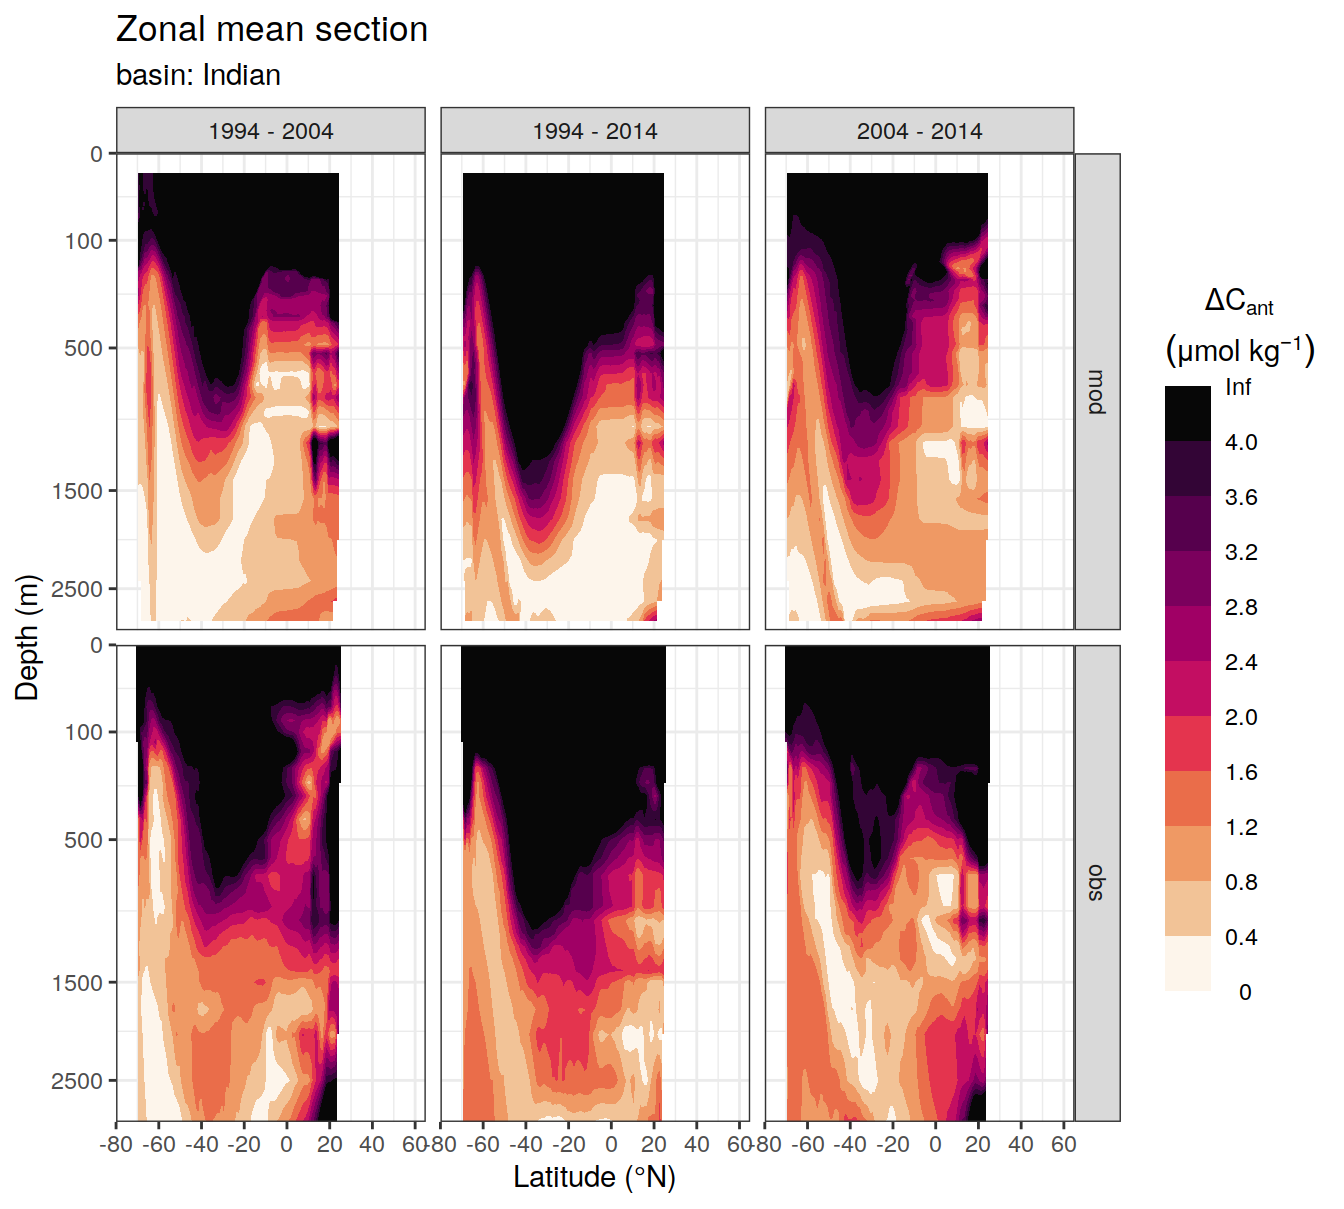 Zonal mean section
basin: Indian
1994 - 2004
1994 - 2014
2004 - 2014
0
100
500
1500
2500
mod
0
100
500
1500
2500
obs
Depth (m)
-80 -60 -40 -20 0 20 40 60
-80 -60 -40 -20 0 20 40 60
-80 -60 -40 -20 0 20 40 60
Latitude (°N)
ΔCant
(μmol kg⁻¹)
Inf
4.0
3.6
3.2
2.8
2.4
2.0
1.6
1.2
0.8
0.4
0